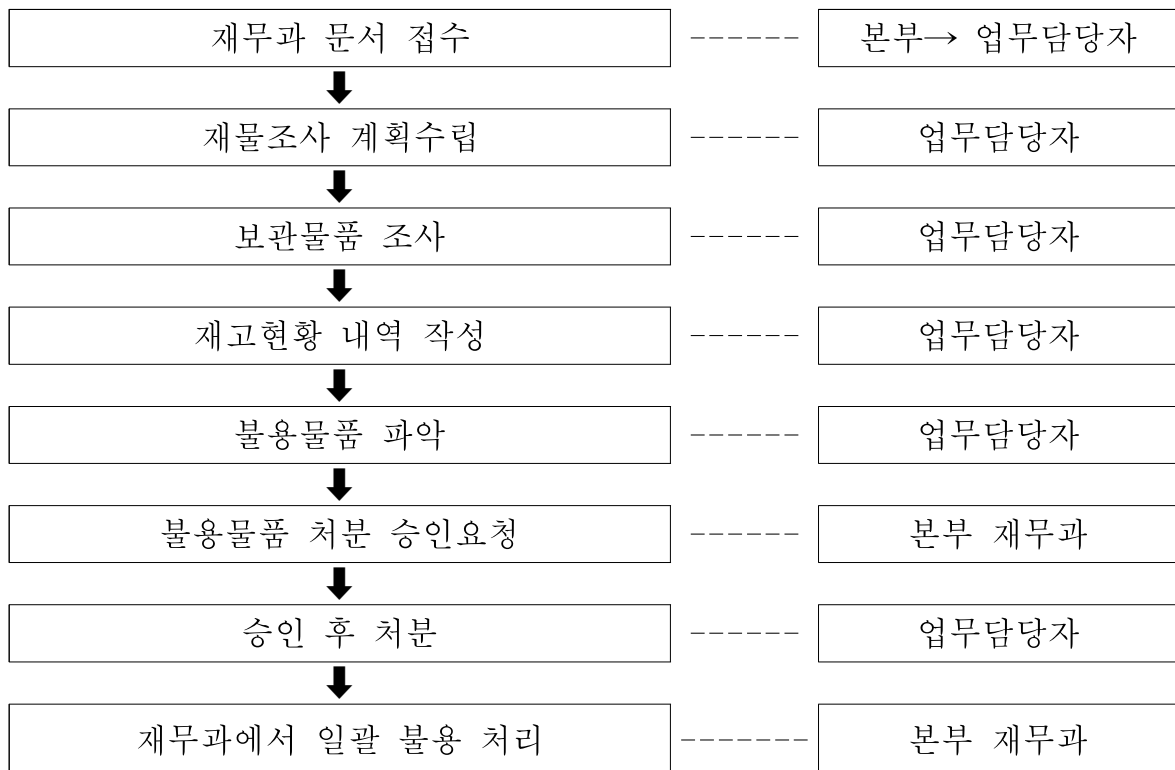 재무과 문서 접수 ------ 본부→ 업무담당자
재물조사 계획수립 ------ 업무담당자
보관물품 조사 ------ 업무담당자
재고현황 내역 작성 ------ 업무담당자
불용물품 파악 ------ 업무담당자
불용물품 처분 승인요청 ------ 본부 재무과
승인 후 처분 ------ 업무담당자
재무과에서 일괄 불용 처리 ------- 본부 재무과